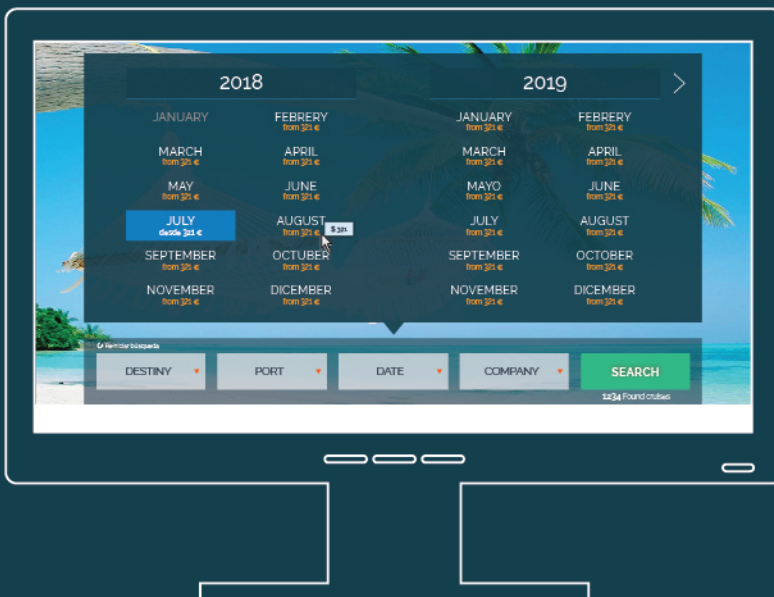 2018 2019
JANUARY FEBRERY JANUARY FEBRERY
from 321 € from 321 € from 321 €
MARCH APRIL MARCH APRIL
from 321 € from 321 € from 321 € from 321 €
MAY JUNE MAYO JUNE
from 321 € from 321 € from 321 € from 321 €
JULY AUGUST JULY AUGUST
desde 321 € from 321 € $ 321 from 321 € from 321 €
SEPTEMBER OCTUBER SEPTEMBER OCTOBER
from 321 € from 321 € from 321 € from 321 €
NOVEMBER DICEMBER NOVEMBER DICEMBER
from 321 € from 321 € from 321 € from 321 €
Reiniciar búsqueda
DESTINY PORT DATE COMPANY SEARCH
1234 Found cruises